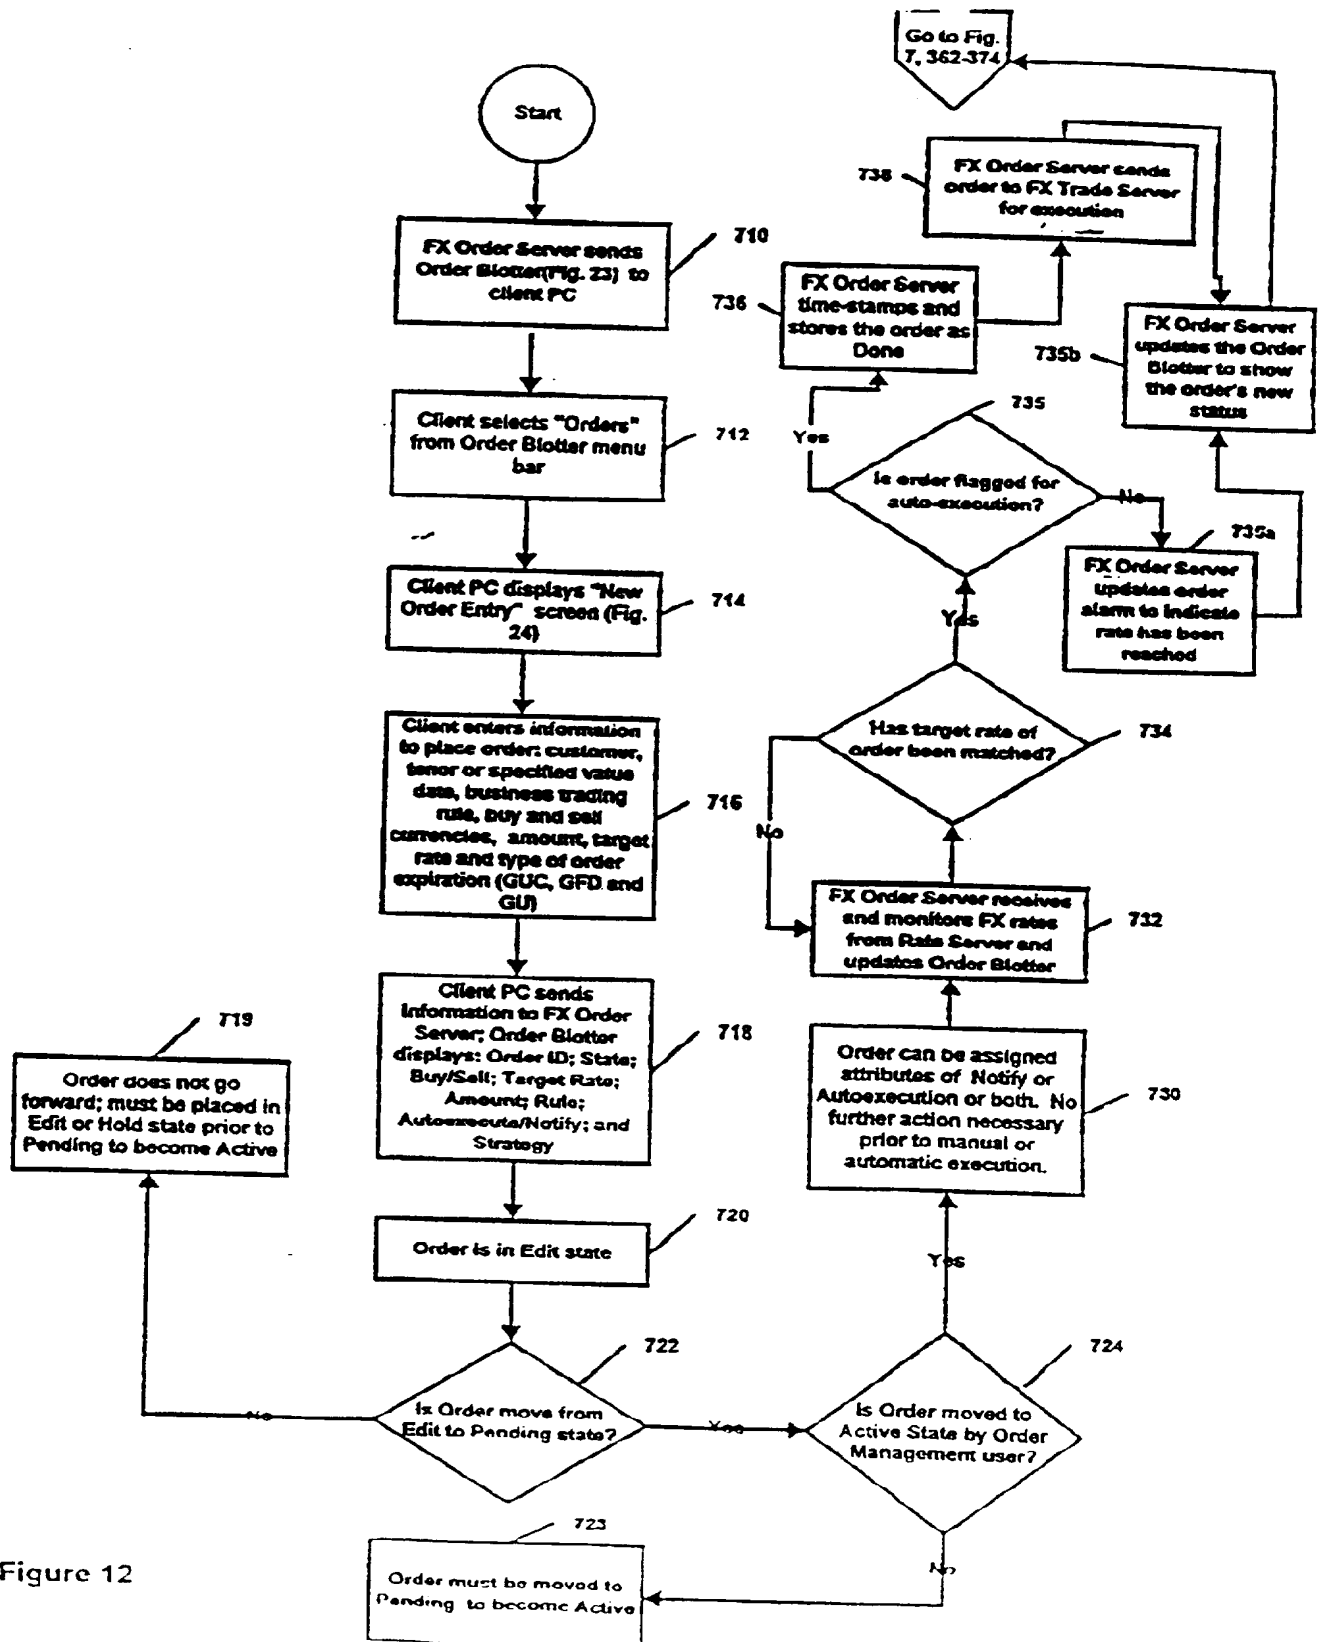 Start
FX Order Server sends
Order Blotter(Fig. 23) to
client PC
710
Client selects "Orders"
from Order Blotter menu
bar
712
Client PC displays "New
Order Entry" screen (Fig.
24)
714
Client enters information
to place order: customer,
tenor or specified value
date, business trading
rule, buy and sell
currencies, amount, target
rate and type of order
expiration (GUC, GFD and
GU)
716
Client PC sends
Information to FX Order
Server; Order Blotter
displays: Order ID; State;
Buy/Sell; Target Rate;
Amount; Rule;
Autoexecute/Notify; and
Strategy
718
719
Order does not go
forward; must be placed in
Edit or Hold state prior to
Pending to become Active
720
Order is in Edit state
722
Is Order move from
Edit to Pending state?
No
Yes
723
Order must be moved to
Pending to become Active
724
Is Order moved to
Active State by Order
Management user?
No
Yes
Order can be assigned
attributes of Notify or
Autoexecution or both. No
further action necessary
prior to manual or
automatic execution.
730
FX Order Server receives
and monitors FX rates
from Rate Server and
updates Order Blotter
732
Has target rate of
order been matched?
734
No
Yes
735
Is order flagged for
auto-execution?
Yes
No
735a
FX Order Server
updates order
alarm to indicate
rate has been
reached
735b
FX Order Server
updates the Order
Blotter to show
the order's new
status
736
FX Order Server
time-stamps and
stores the order as
Done
738
FX Order Server sends
order to FX Trade Server
for execution
Go to Fig.
7, 362-374
Figure 12